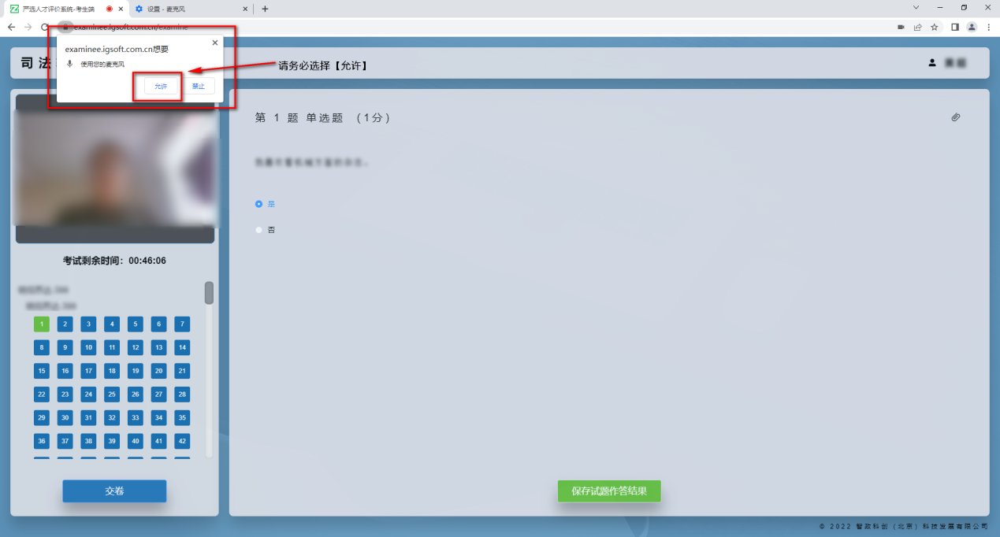 严选人才评价系统-考生端
设置 - 麦克风
examinee.igsoft.com.cn/examine
examinee.igsoft.com.cn想要
使用您的麦克风
允许 禁止
请务必选择【允许】
司 法
第 1 题 单选题 （1分）
是
否
考试剩余时间：00:46:06
1 2 3 4 5 6 7
8 9 10 11 12 13 14
15 16 17 18 19 20 21
22 23 24 25 26 27 28
29 30 31 32 33 34 35
36 37 38 39 40 41 42
交卷
保存试题作答结果
© 2022 智政科创（北京）科技发展有限公司